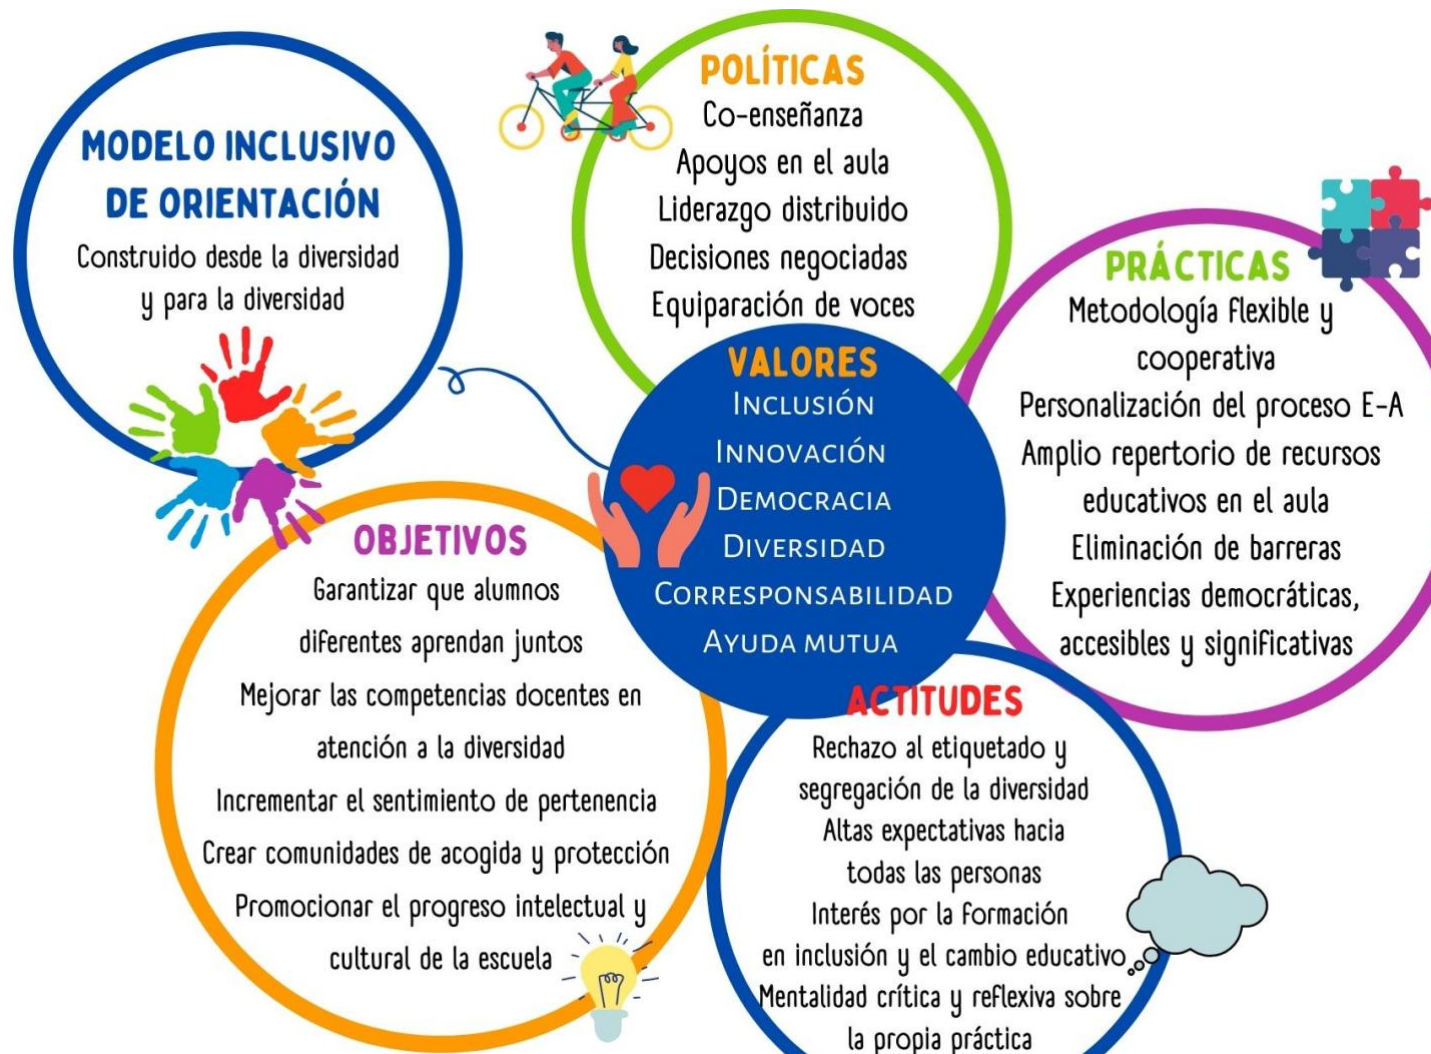 MODELO INCLUSIVO
DE ORIENTACIÓN
Construido desde la diversidad
y para la diversidad
POLÍTICAS
Co-enseñanza
Apoyos en el aula
Liderazgo distribuido
Decisiones negociadas
Equiparación de voces
PRÁCTICAS
Metodología flexible y
cooperativa
Personalización del proceso E-A
Amplio repertorio de recursos
educativos en el aula
Eliminación de barreras
Experiencias democráticas,
accesibles y significativas
VALORES
INCLUSIÓN
INNOVACIÓN
DEMOCRACIA
DIVERSIDAD
CORRESPONSABILIDAD
AYUDA MUTUA
OBJETIVOS
Garantizar que alumnos
diferentes aprendan juntos
Mejorar las competencias docentes en
atención a la diversidad
Incrementar el sentimiento de pertenencia
Crear comunidades de acogida y protección
Promocionar el progreso intelectual y
cultural de la escuela
ACTITUDES
Rechazo al etiquetado y
segregación de la diversidad
Altas expectativas hacia
todas las personas
Interés por la formación
en inclusión y el cambio educativo
Mentalidad crítica y reflexiva sobre
la propia práctica